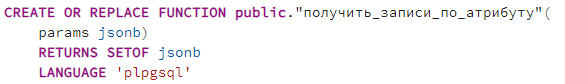 CREATE OR REPLACE FUNCTION public."получить_записи_по_атрибуту"(
    params jsonb)
    RETURNS SETOF jsonb
    LANGUAGE 'plpgsql'